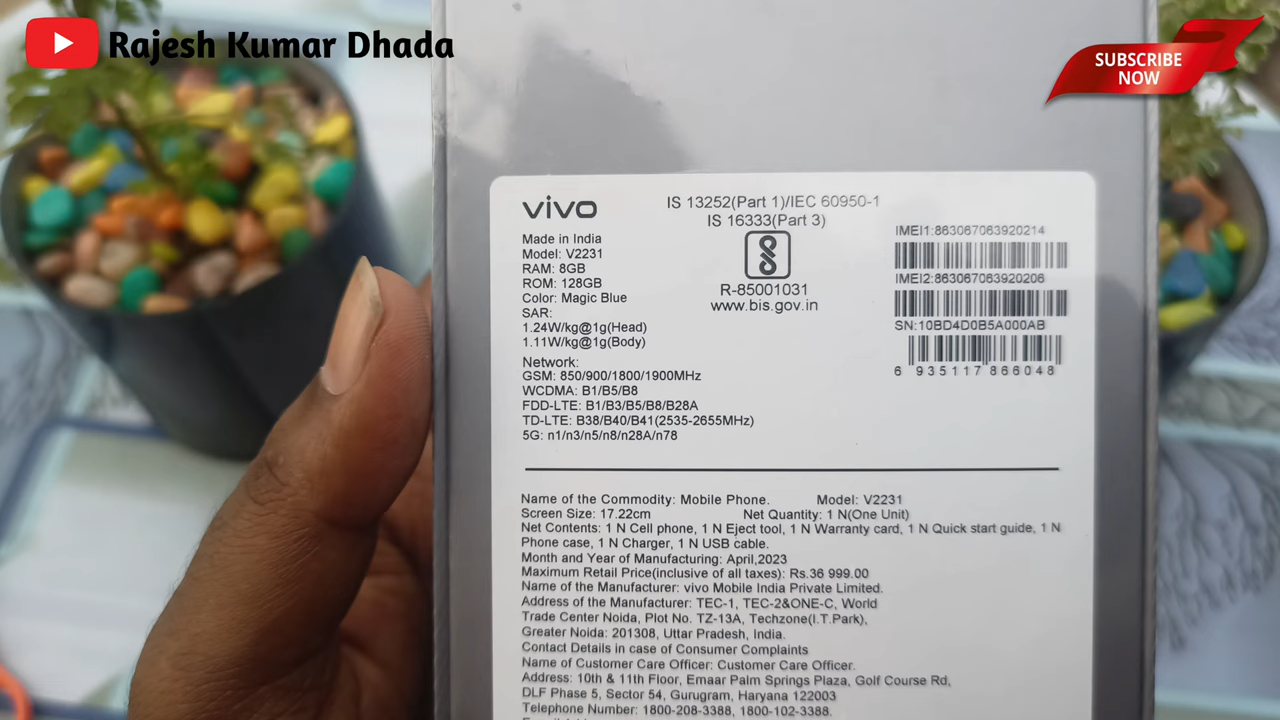 Rajesh Kumar Dhada
SUBSCRIBE
NOW
vivo
IS 13252(Part 1)/IEC 60950-1
IS 16333(Part 3)
R-85001031
www.bis.gov.in
Made in India
Model: V2231
RAM: 8GB
ROM: 128GB
Color: Magic Blue
SAR:
1.24W/kg@1g(Head)
1.11W/kg@1g(Body)
Network:
GSM: 850/900/1800/1900MHz
WCDMA: B1/B5/B8
FDD-LTE: B1/B3/B5/B8/B28A
TD-LTE: B38/B40/B41(2535-2655MHz)
5G: n1/n3/n5/n8/n28A/n78
IMEI1:863067063920214
IMEI2:863067063920206
SN:10BD4D0B5A000AB
6 935117 866048
Name of the Commodity: Mobile Phone. Model: V2231
Screen Size: 17.22cm Net Quantity: 1 N(One Unit)
Net Contents: 1 N Cell phone, 1 N Eject tool, 1 N Warranty card, 1 N Quick start guide, 1 N
Phone case, 1 N Charger, 1 N USB cable.
Month and Year of Manufacturing: April,2023
Maximum Retail Price(inclusive of all taxes): Rs.36 999.00
Name of the Manufacturer: vivo Mobile India Private Limited.
Address of the Manufacturer: TEC-1, TEC-2&ONE-C, World
Trade Center Noida, Plot No. TZ-13A, Techzone(I.T.Park),
Greater Noida: 201308, Uttar Pradesh, India.
Contact Details in case of Consumer Complaints
Name of Customer Care Officer: Customer Care Officer.
Address: 10th & 11th Floor, Emaar Palm Springs Plaza, Golf Course Rd,
DLF Phase 5, Sector 54, Gurugram, Haryana 122003
Telephone Number: 1800-208-3388, 1800-102-3388.